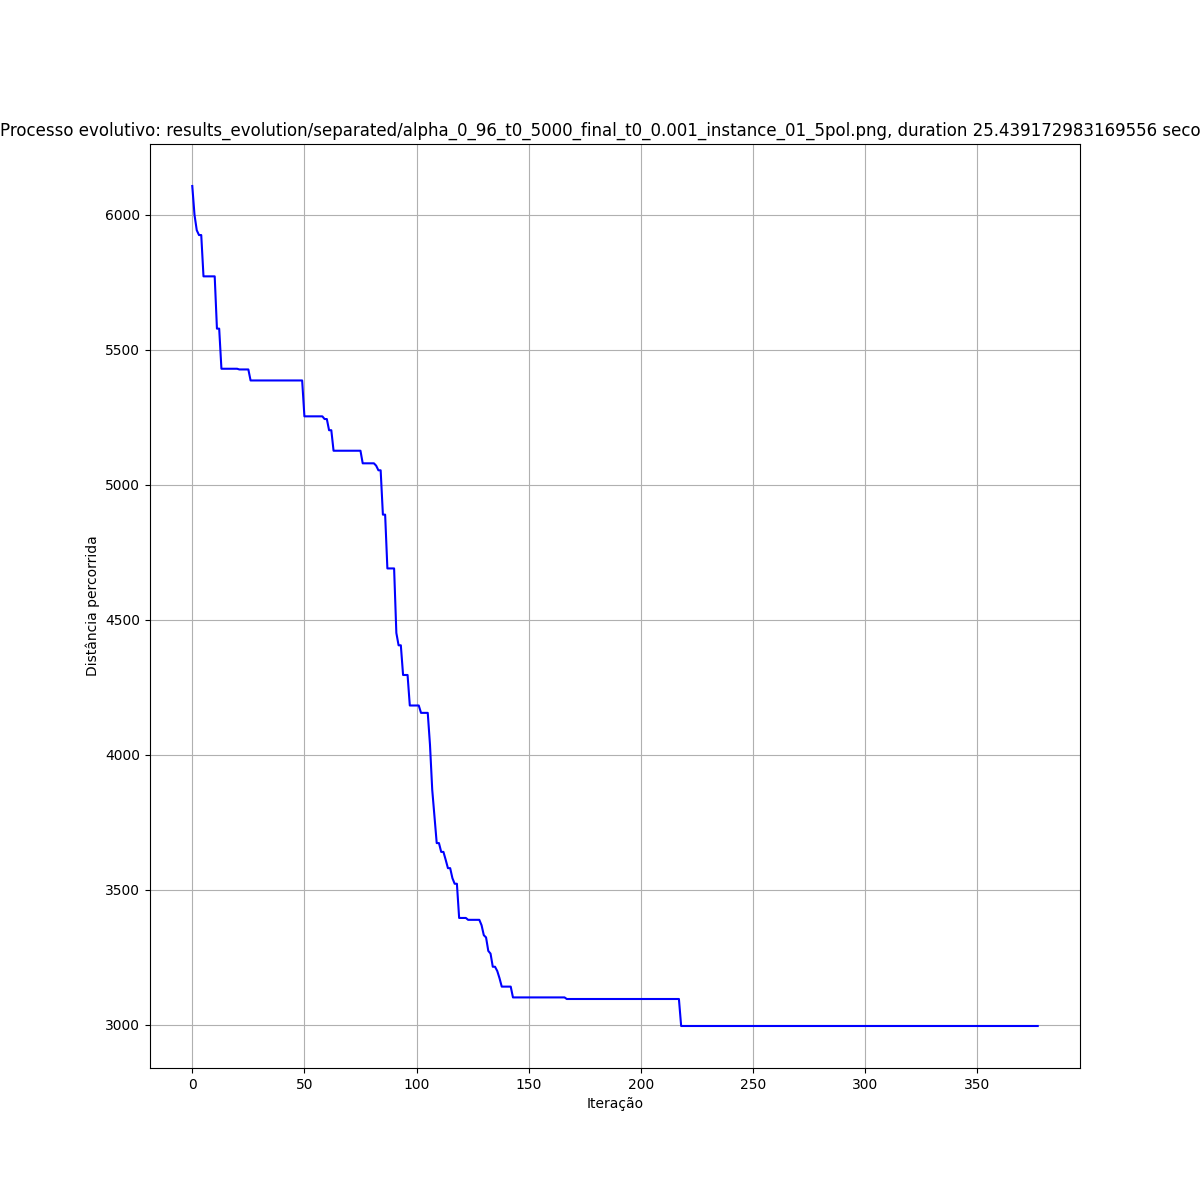 Processo evolutivo: results_evolution/separated/alpha_0_96_t0_5000_final_t0_0.001_instance_01_5pol.png, duration 25.439172983169556 seco
6000
5500
5000
4500
4000
3500
3000
Distância percorrida
0 50 100 150 200 250 300 350
Iteração